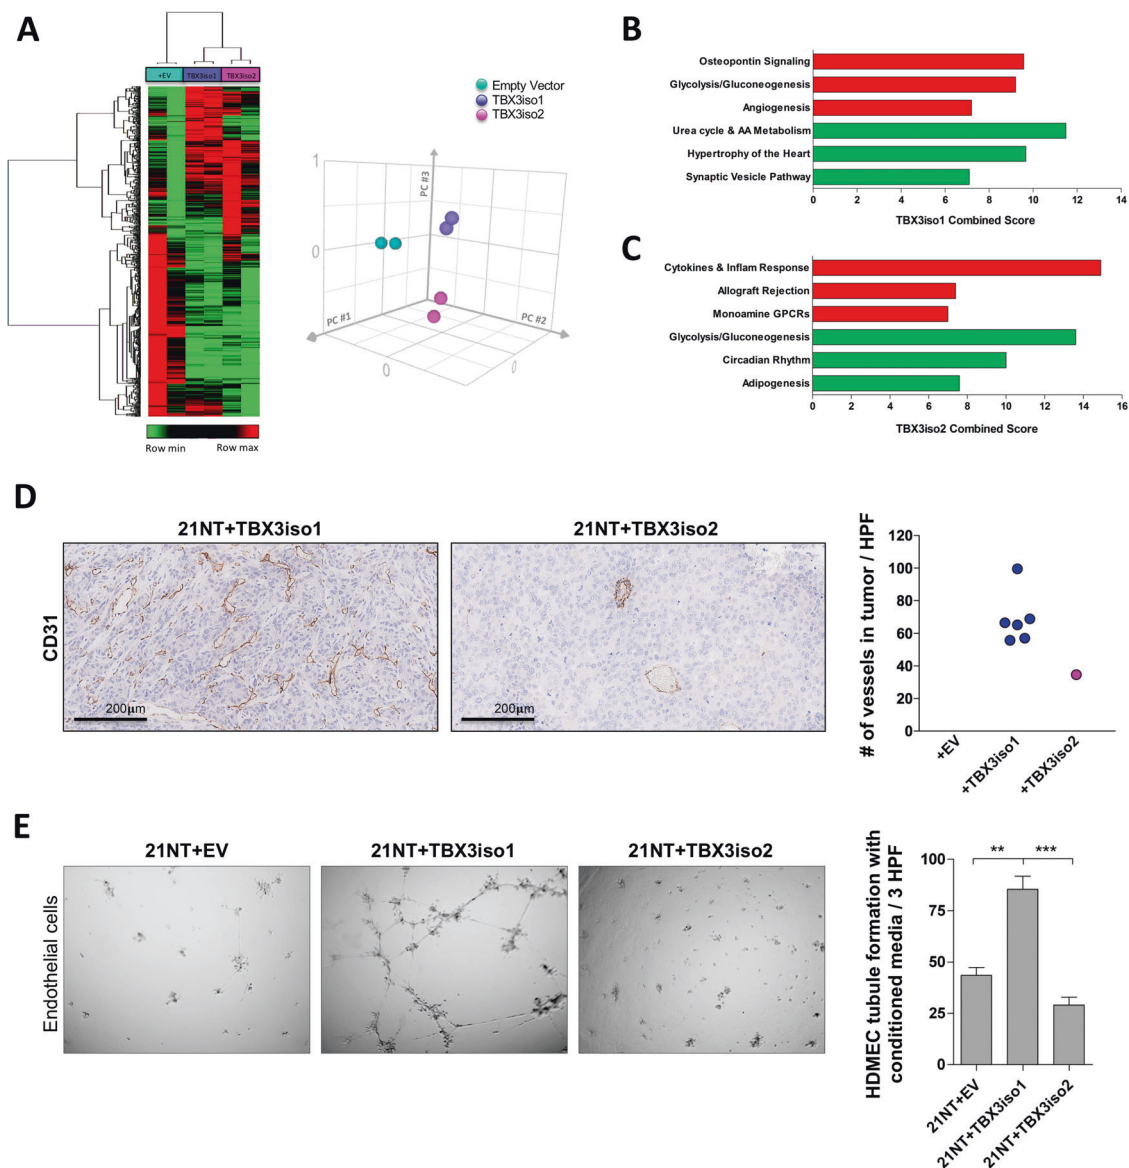 A
+EV
TBX3iso1
TBX3iso2
Row min
Row max
Empty Vector
TBX3iso1
TBX3iso2
1
0
PC #3
PC #1
PC #2
0
0
B
Osteopontin Signaling
Glycolysis/Gluconeogenesis
Angiogenesis
Urea cycle & AA Metabolism
Hypertrophy of the Heart
Synaptic Vesicle Pathway
0 2 4 6 8 10 12 14
TBX3iso1 Combined Score
C
Cytokines & Inflam Response
Allograft Rejection
Monoamine GPCRs
Glycolysis/Gluconeogenesis
Circadian Rhythm
Adipogenesis
0 2 4 6 8 10 12 14 16
TBX3iso2 Combined Score
D
21NT+TBX3iso1
21NT+TBX3iso2
CD31
200μm
200μm
# of vessels in tumor / HPF
120
100
80
60
40
20
0
+EV
+TBX3iso1
+TBX3iso2
E
21NT+EV
21NT+TBX3iso1
21NT+TBX3iso2
Endothelial cells
HDMEC tubule formation with
conditioned media / 3 HPF
100
75
50
25
0
** ***
21NT+EV
21NT+TBX3iso1
21NT+TBX3iso2